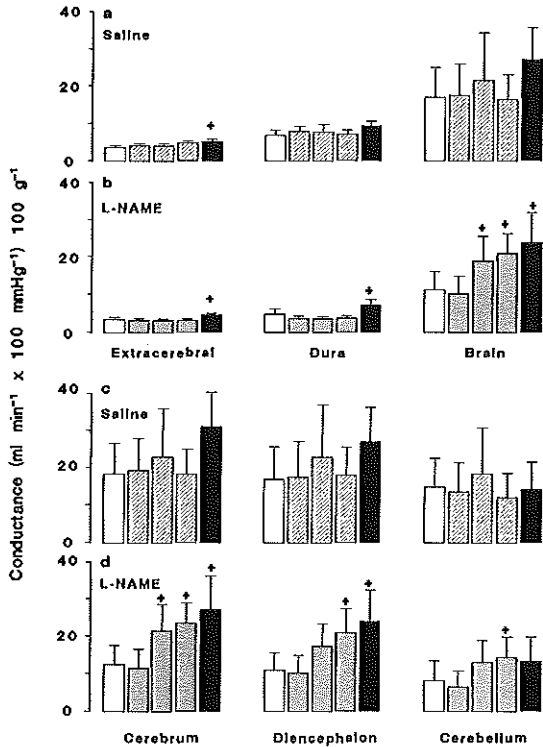 Conductance (ml min⁻¹ x 100 mmHg⁻¹) 100 g⁻¹
40
a
Saline
20
+
0
40
b
L-NAME
20
+
+
+
+
+
0
Extracerebral
Dura
Brain
40
c
Saline
20
0
40
d
L-NAME
20
+
+
+
+
+
+
0
Cerebrum
Diencephalon
Cerebellum